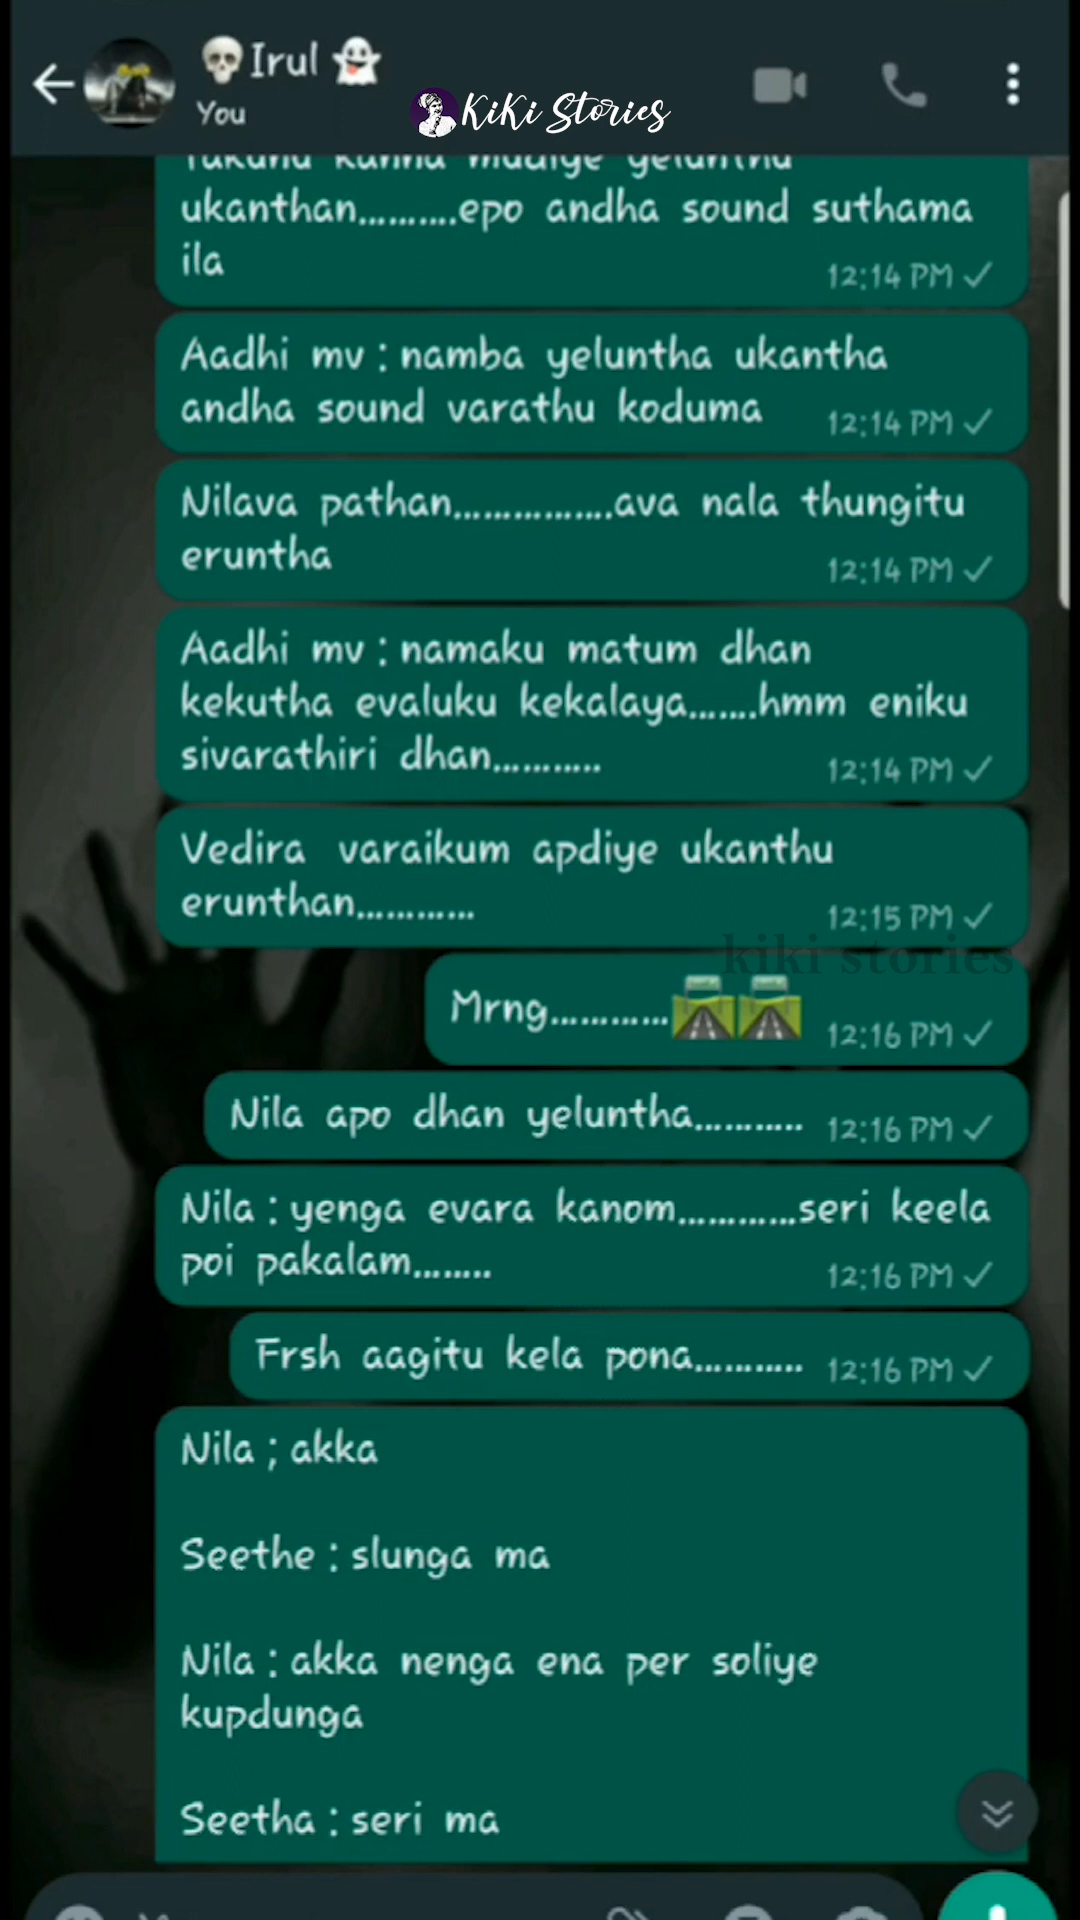 💀Irul 👻
You
KiKi Stories
ukanthan..........epo andha sound suthama
ila
12:14 PM ✓
Aadhi mv : namba yeluntha ukantha
andha sound varathu koduma
12:14 PM ✓
Nilava pathan................ava nala thungitu
eruntha
12:14 PM ✓
Aadhi mv : namaku matum dhan
kekutha evaluku kekalaya.......hmm eniku
sivarathiri dhan...........
12:14 PM ✓
Vedira varaikum apdiye ukanthu
erunthan............
12:15 PM ✓
kiki stories
Mrng............🛣️🛣️ 12:16 PM ✓
Nila apo dhan yeluntha........... 12:16 PM ✓
Nila : yenga evara kanom............seri keela
poi pakalam........
12:16 PM ✓
Frsh aagitu kela pona........... 12:16 PM ✓
Nila ; akka
Seethe : slunga ma
Nila : akka nenga ena per soliye
kupdunga
Seetha : seri ma